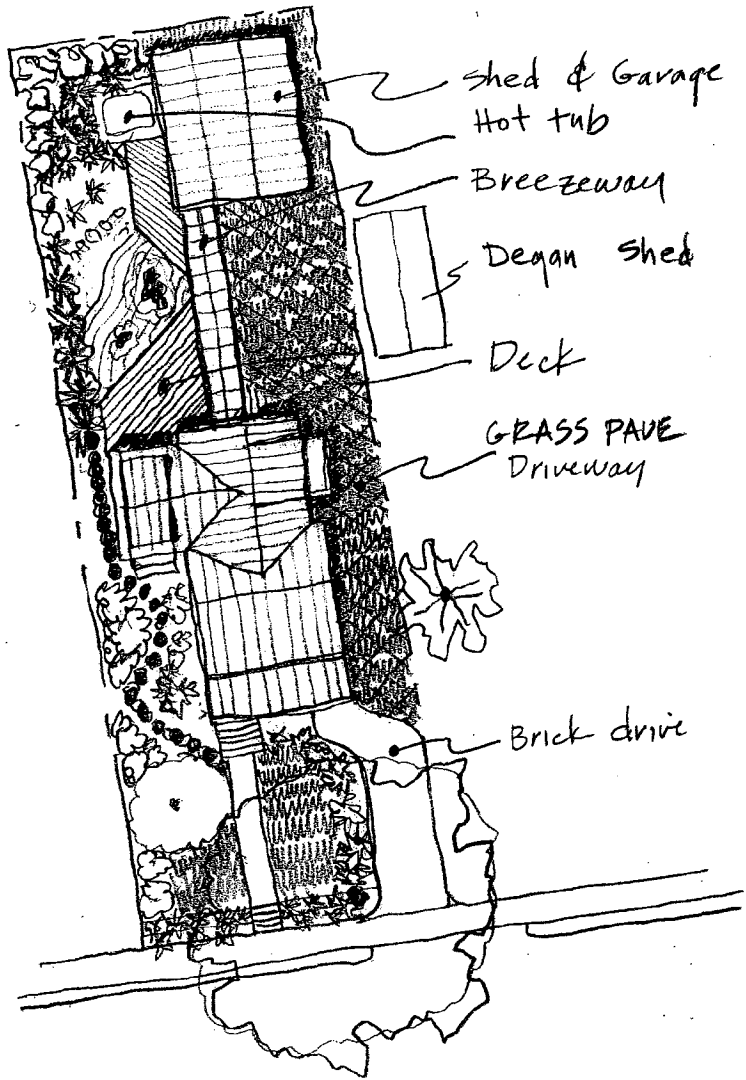 Shed & Garage
Hot tub
Breezeway
Degan Shed
Deck
GRASS PAVE
Driveway
Brick drive